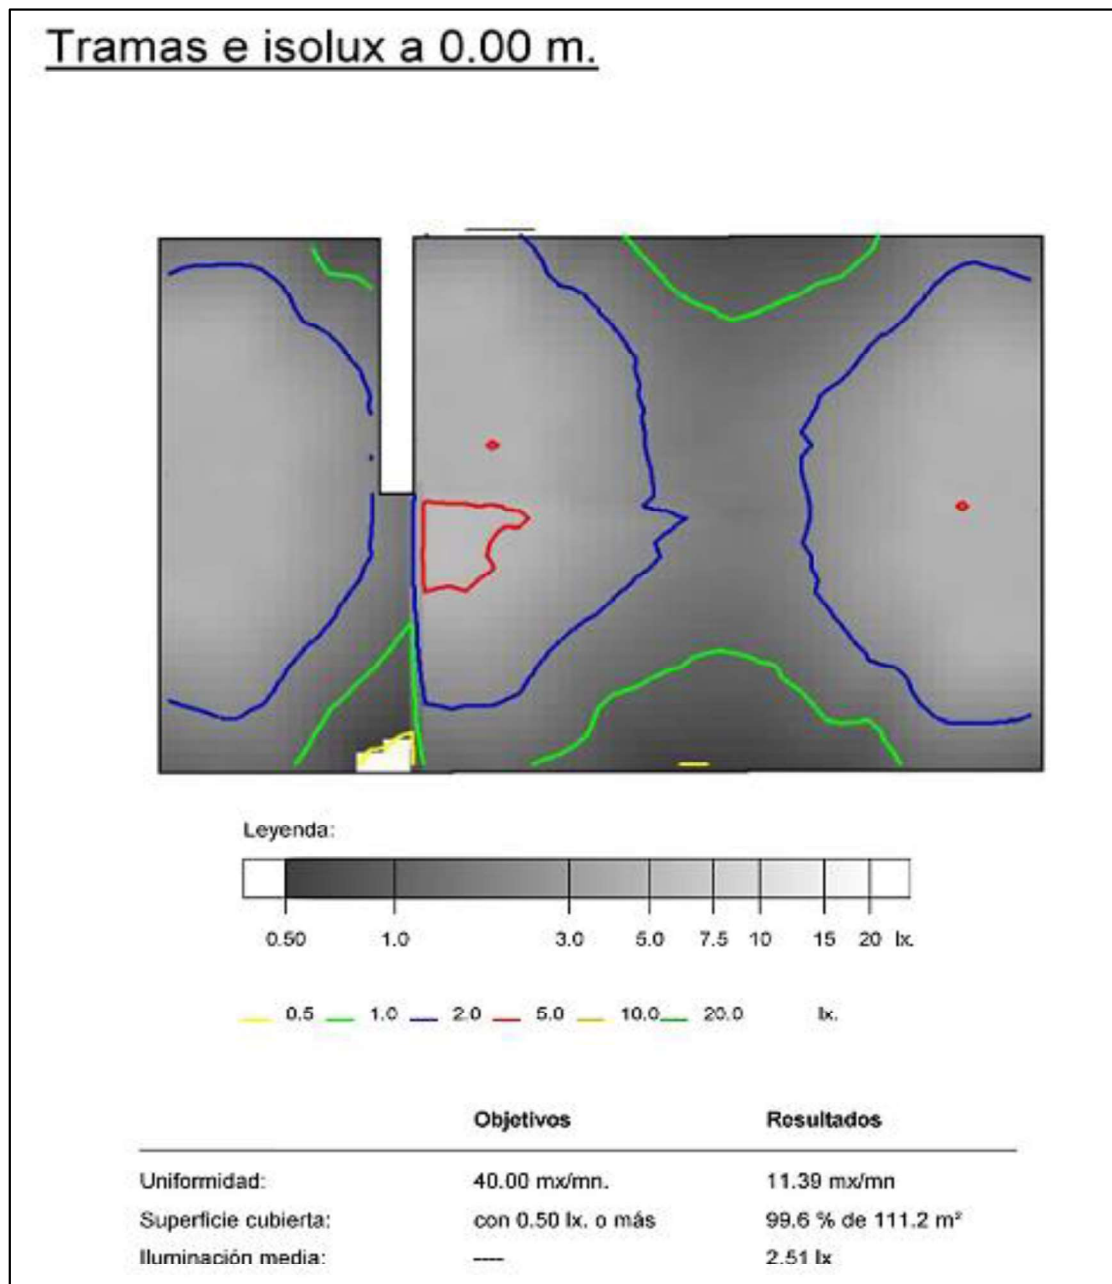 Tramas e isolux a 0.00 m.
Leyenda:
0.50 1.0 3.0 5.0 7.5 10 15 20 lx.
0.5 1.0 2.0 5.0 10.0 20.0 lx.
Objetivos Resultados
Uniformidad: 40.00 mx/mn. 11.39 mx/mn
Superficie cubierta: con 0.50 lx. o más 99.6 % de 111.2 m²
Iluminación media: ---- 2.51 lx